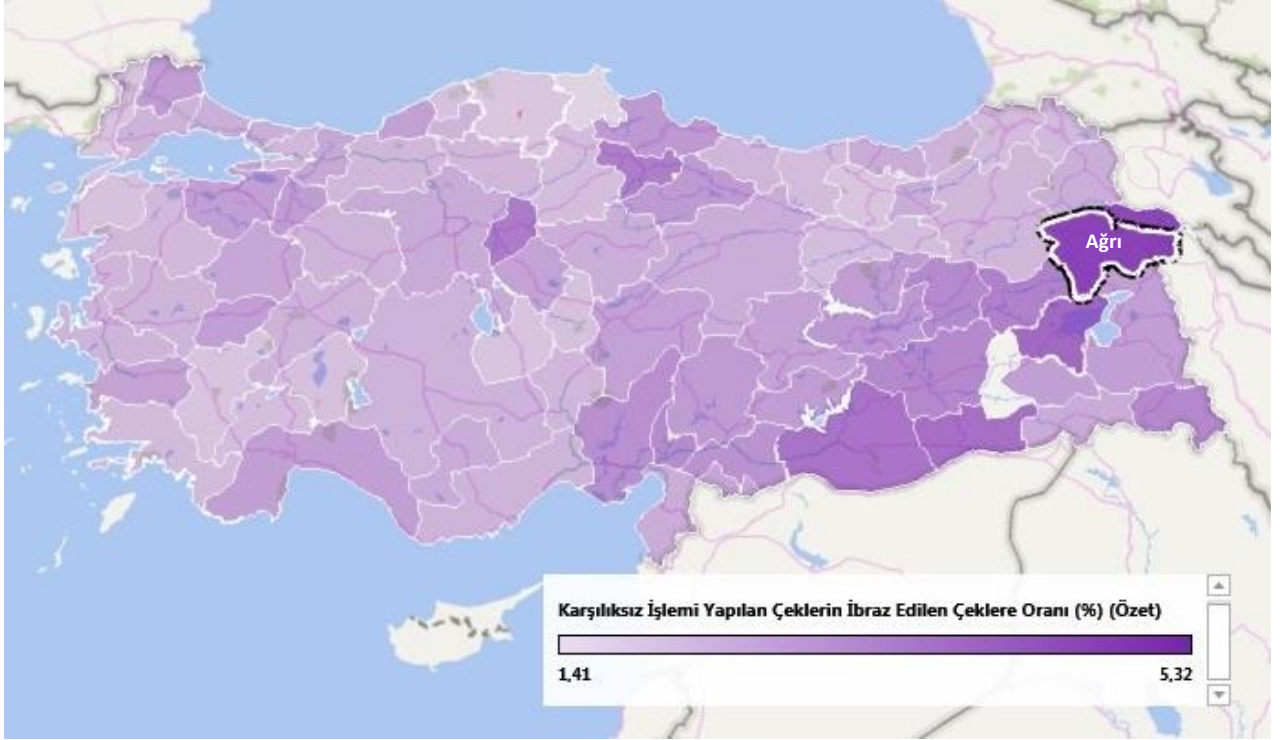 Ağrı
Karşılıksız İşlemi Yapılan Çeklerin İbraz Edilen Çeklere Oranı (%) (Özet)
1,41 5,32